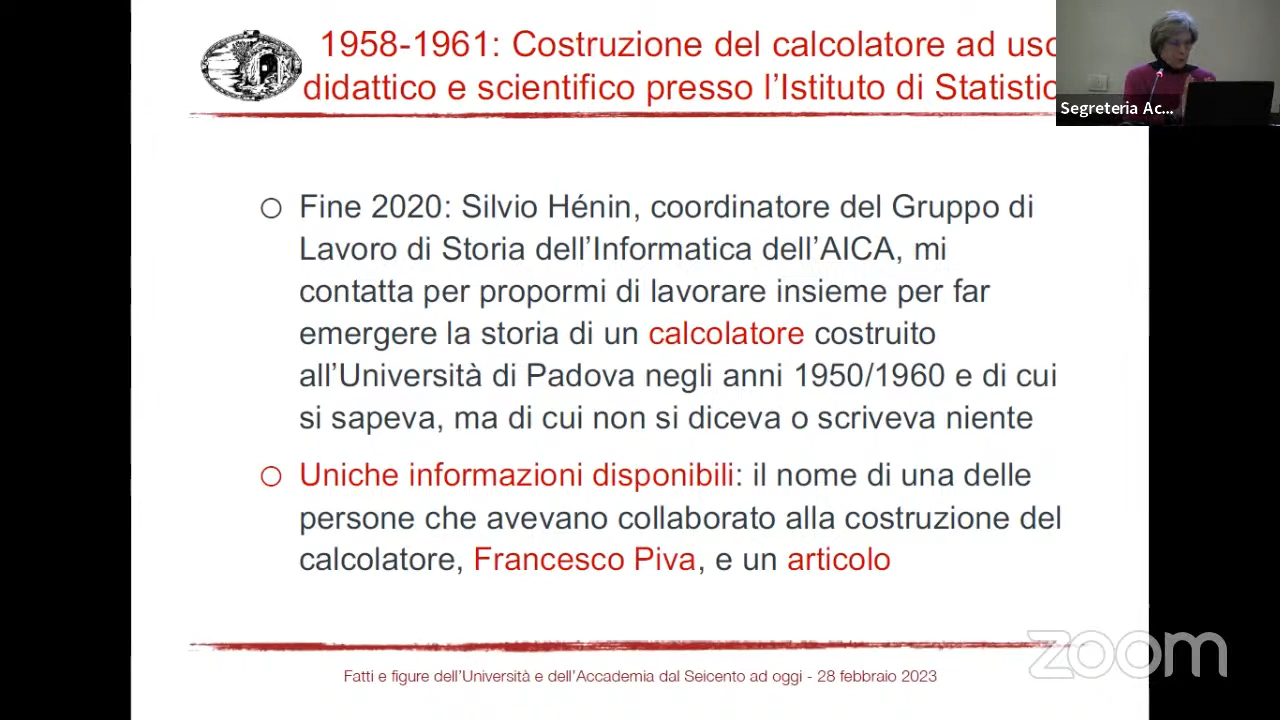 1958-1961: Costruzione del calcolatore ad uso
didattico e scientifico presso l'Istituto di Statistic
Segreteria Ac...
Fine 2020: Silvio Hénin, coordinatore del Gruppo di
Lavoro di Storia dell'Informatica dell'AICA, mi
contatta per propormi di lavorare insieme per far
emergere la storia di un calcolatore costruito
all'Università di Padova negli anni 1950/1960 e di cui
si sapeva, ma di cui non si diceva o scriveva niente
Uniche informazioni disponibili: il nome di una delle
persone che avevano collaborato alla costruzione del
calcolatore, Francesco Piva, e un articolo
zoom
Fatti e figure dell'Università e dell'Accademia dal Seicento ad oggi - 28 febbraio 2023